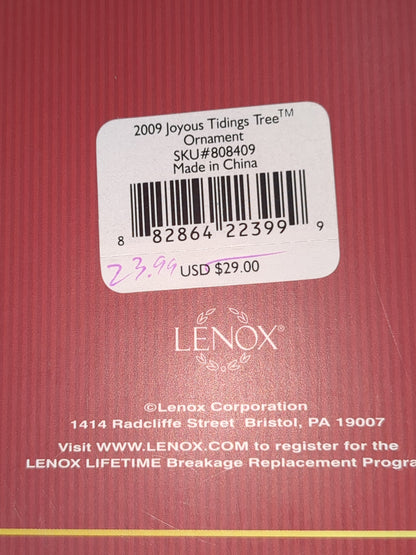 2009 Joyous Tidings Tree™
Ornament
SKU#808409
Made in China
8 82864 22399 9
23.99 USD $29.00
LENOX®
©Lenox Corporation
1414 Radcliffe Street Bristol, PA 19007
Visit WWW.LENOX.COM to register for the
LENOX LIFETIME Breakage Replacement Progra